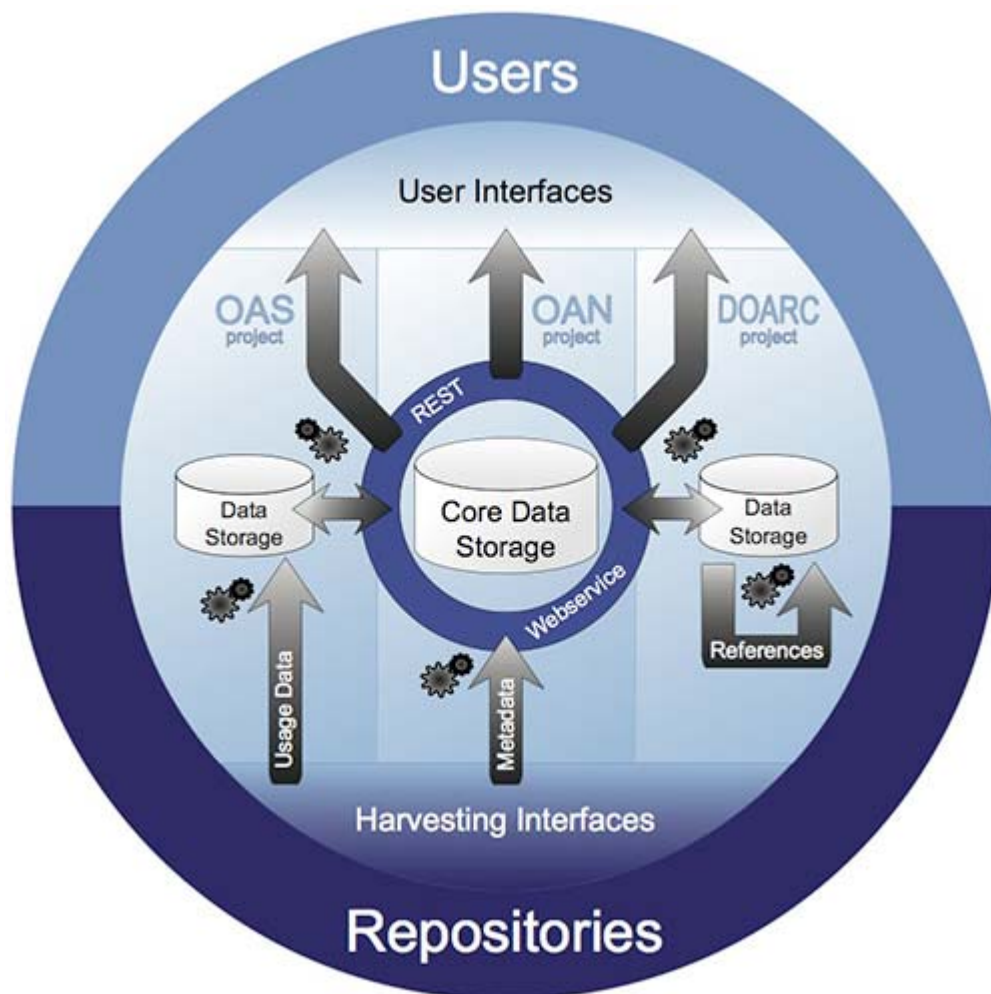 Users
User Interfaces
OAS
project
OAN
project
DOARC
project
REST
Data
Storage
Core Data
Storage
Data
Storage
Webservice
References
Usage Data
Metadata
Harvesting Interfaces
Repositories